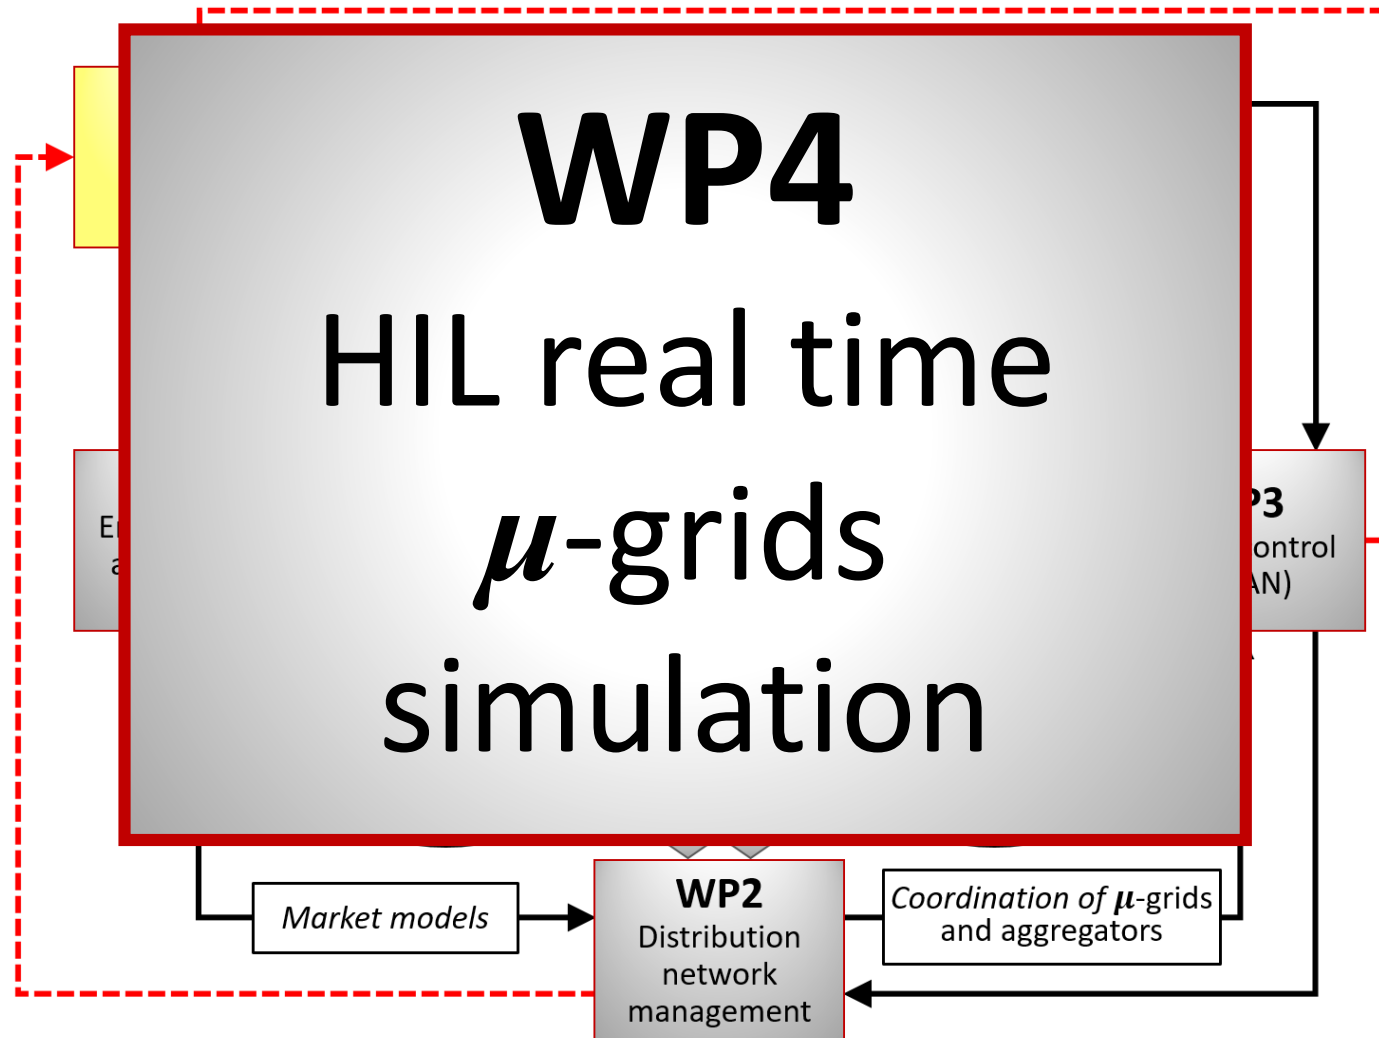 WP4
HIL real time
μ-grids
simulation
P3
ontrol
AN)
Market models
WP2
Distribution
network
management
Coordination of μ-grids
and aggregators